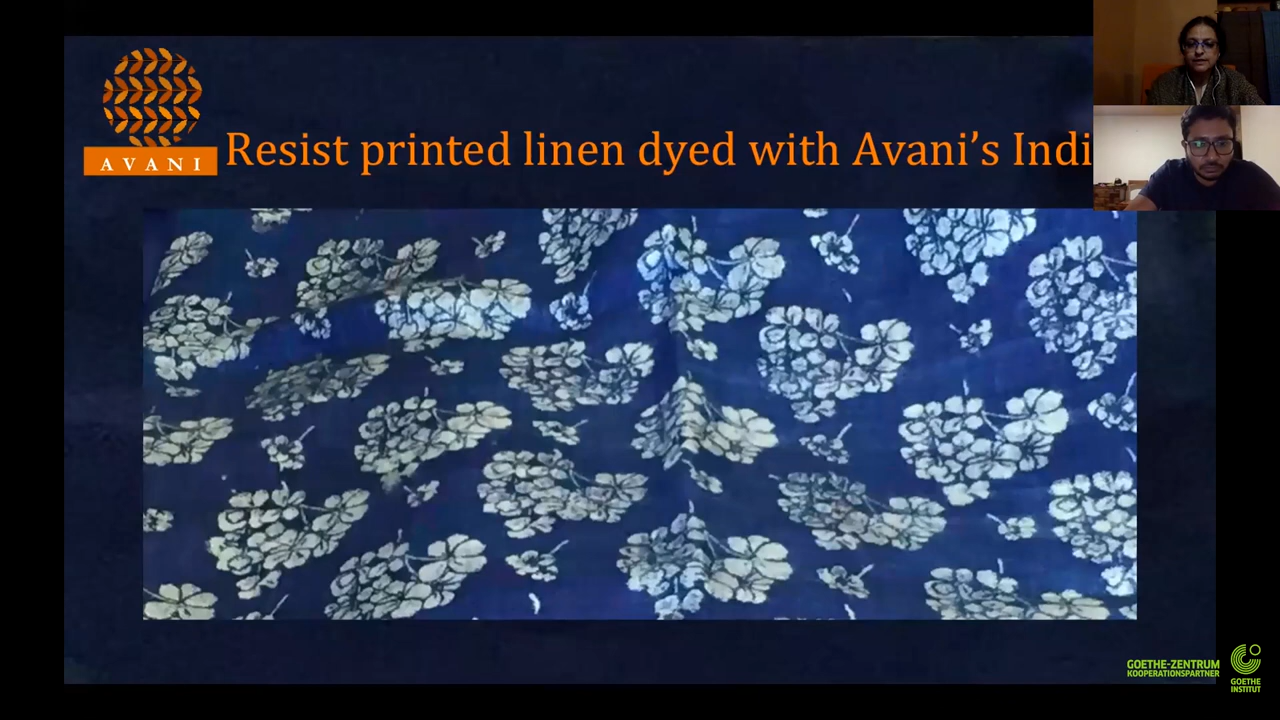 AVANI
Resist printed linen dyed with Avani's Indi
GOETHE-ZENTRUM
KOOPERATIONSPARTNER
GOETHE
INSTITUT